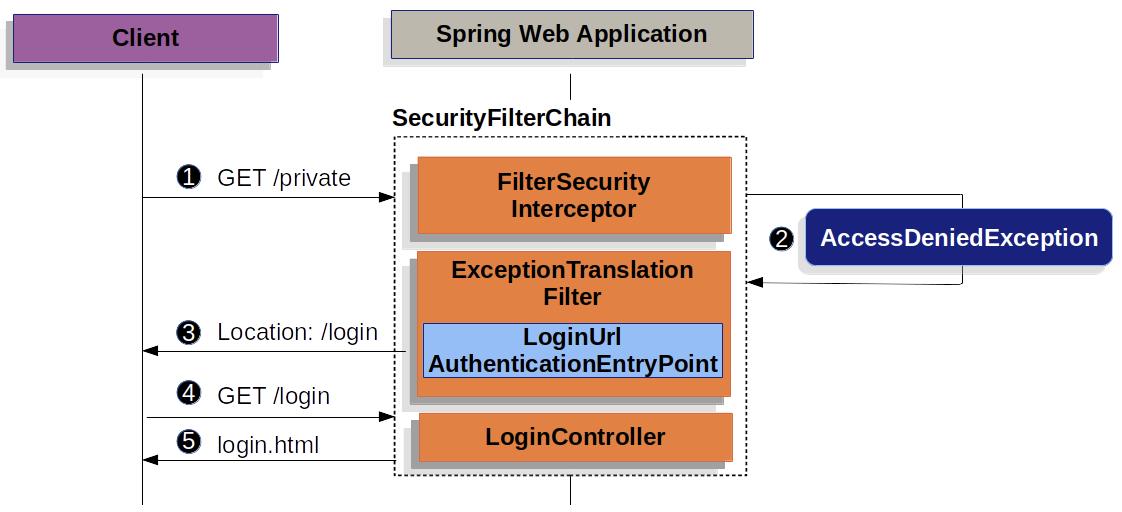 Client
Spring Web Application
SecurityFilterChain
1 GET /private
FilterSecurity
Interceptor
2 AccessDeniedException
ExceptionTranslation
Filter
3 Location: /login
LoginUrl
AuthenticationEntryPoint
4 GET /login
LoginController
5 login.html